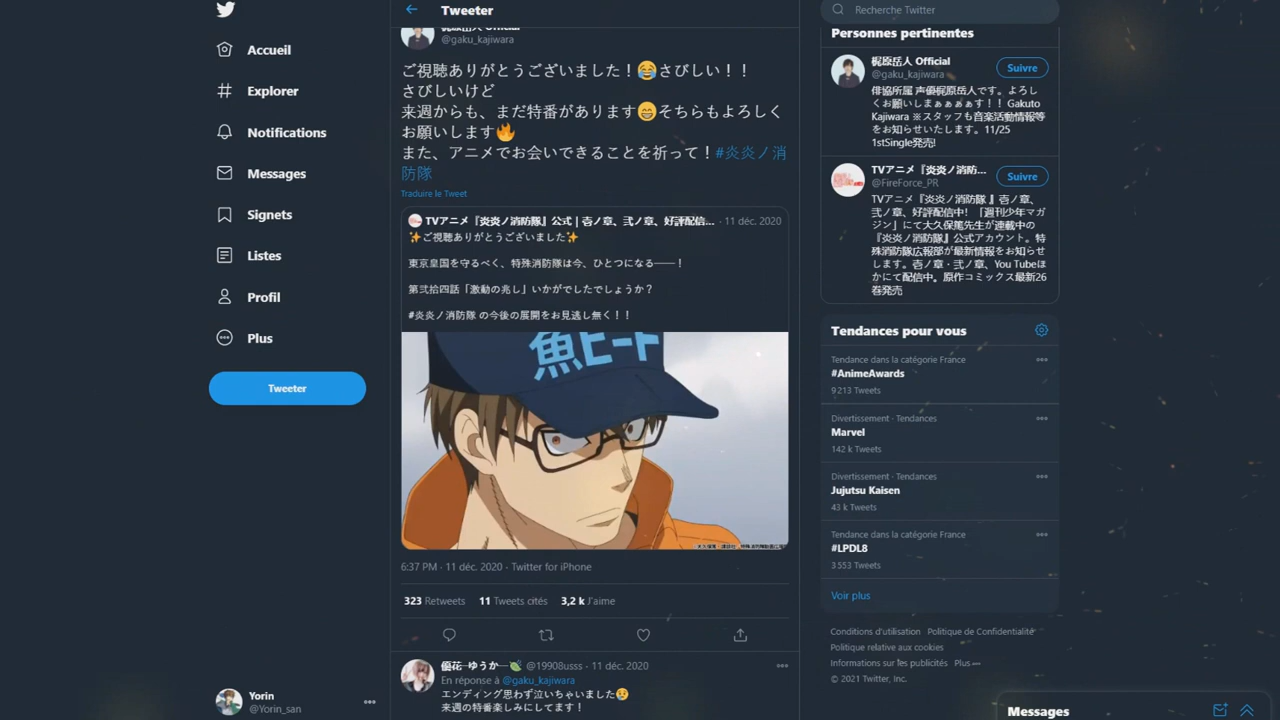 Accueil
Explorer
Notifications
Messages
Signets
Listes
Profil
Plus
Tweeter
Yorin
@Yorin_san
Tweeter
梶原岳人 Official
@gaku_kajiwara
ご視聴ありがとうございました！😂さびしい！！
さびしいけど
来週からも、まだ特番があります😁そちらもよろしく
お願いします🔥
また、アニメでお会いできることを祈って！#炎炎ノ消
防隊
Traduire le Tweet
TVアニメ『炎炎ノ消防隊』公式 | 壱ノ章、弐ノ章、好評配信... · 11 déc. 2020
✨ご視聴ありがとうございました✨
東京皇国を守るべく、特殊消防隊は今、ひとつになる──！
第弐拾四話「激動の兆し」いかがでしたでしょうか？
#炎炎ノ消防隊 の今後の展開をお見逃し無く！！
魚ビート
6:37 PM · 11 déc. 2020 · Twitter for iPhone
323 Retweets 11 Tweets cités 3,2 k J'aime
優花—ゆうか—🍃 @19908usss · 11 déc. 2020
En réponse à @gaku_kajiwara
エンディング思わず泣いちゃいました😢
来週の特番楽しみにしてます！
Recherche Twitter
Personnes pertinentes
梶原岳人 Official
@gaku_kajiwara
Suivre
俳協所属 声優梶原岳人です。よろし
くお願いしまぁぁぁぁす！！ Gakuto
Kajiwara ※スタッフも音楽活動情報等
をお知らせいたします。11/25
1stSingle発売!
TVアニメ『炎炎ノ消防...
@FireForce_PR
Suivre
TVアニメ『炎炎ノ消防隊 』壱ノ章、
弐ノ章、好評配信中! 「週刊少年マガ
ジン」にて大久保篤先生が連載中の
『炎炎ノ消防隊』公式アカウント。特
殊消防隊広報部が最新情報をお知ら
せします。壱ノ章・弐ノ章、You Tubeほ
かにて配信中。原作コミックス最新26
巻発売
Tendances pour vous
Tendance dans la catégorie France
#AnimeAwards
9 213 Tweets
Divertissement · Tendances
Marvel
142 k Tweets
Divertissement · Tendances
Jujutsu Kaisen
43 k Tweets
Tendance dans la catégorie France
#LPDL8
3 553 Tweets
Voir plus
Conditions d'utilisation Politique de Confidentialité
Politique relative aux cookies
Informations sur les publicités Plus
© 2021 Twitter, Inc.
Messages